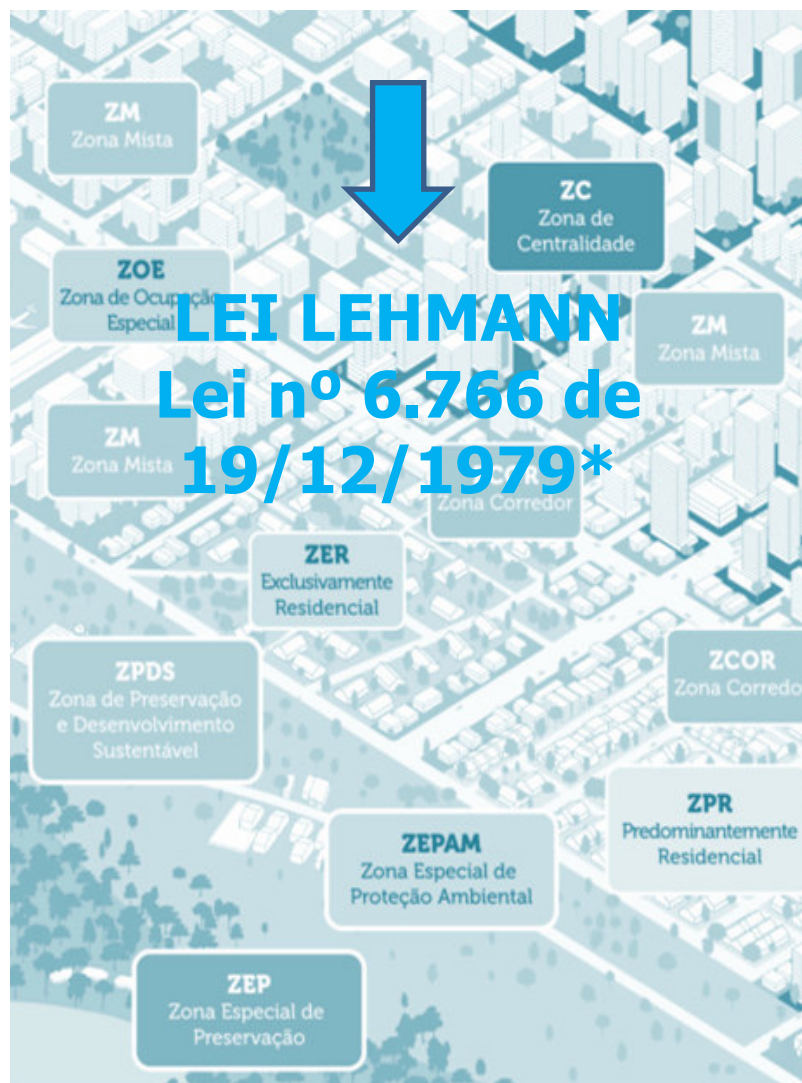 ZM
Zona Mista
ZC
Zona de
Centralidade
ZOE
Zona de Ocupação
Especial
LEI LEHMANN
Lei nº 6.766 de
19/12/1979*
ZM
Zona Mista
ZM
Zona Mista
Zona Corredor
ZER
Exclusivamente
Residencial
ZPDS
Zona de Preservação
e Desenvolvimento
Sustentável
ZCOR
Zona Corredo
ZPR
Predominantemente
Residencial
ZEPAM
Zona Especial de
Proteção Ambiental
ZEP
Zona Especial de
Preservação